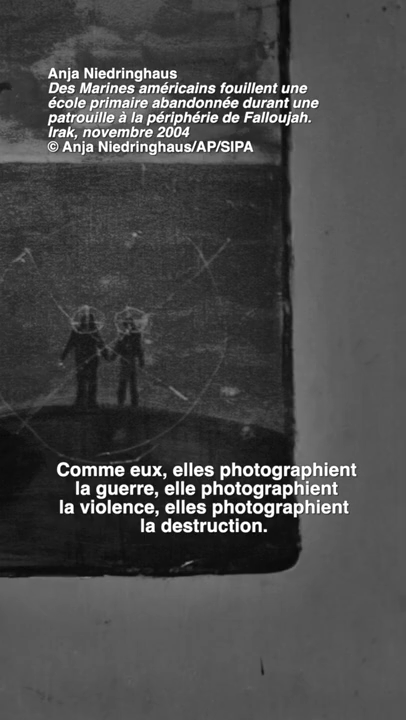 Anja Niedringhaus
Des Marines américains fouillent une
école primaire abandonnée durant une
patrouille à la périphérie de Falloujah.
Irak, novembre 2004
© Anja Niedringhaus/AP/SIPA
Comme eux, elles photographient
la guerre, elle photographient
la violence, elles photographient
la destruction.